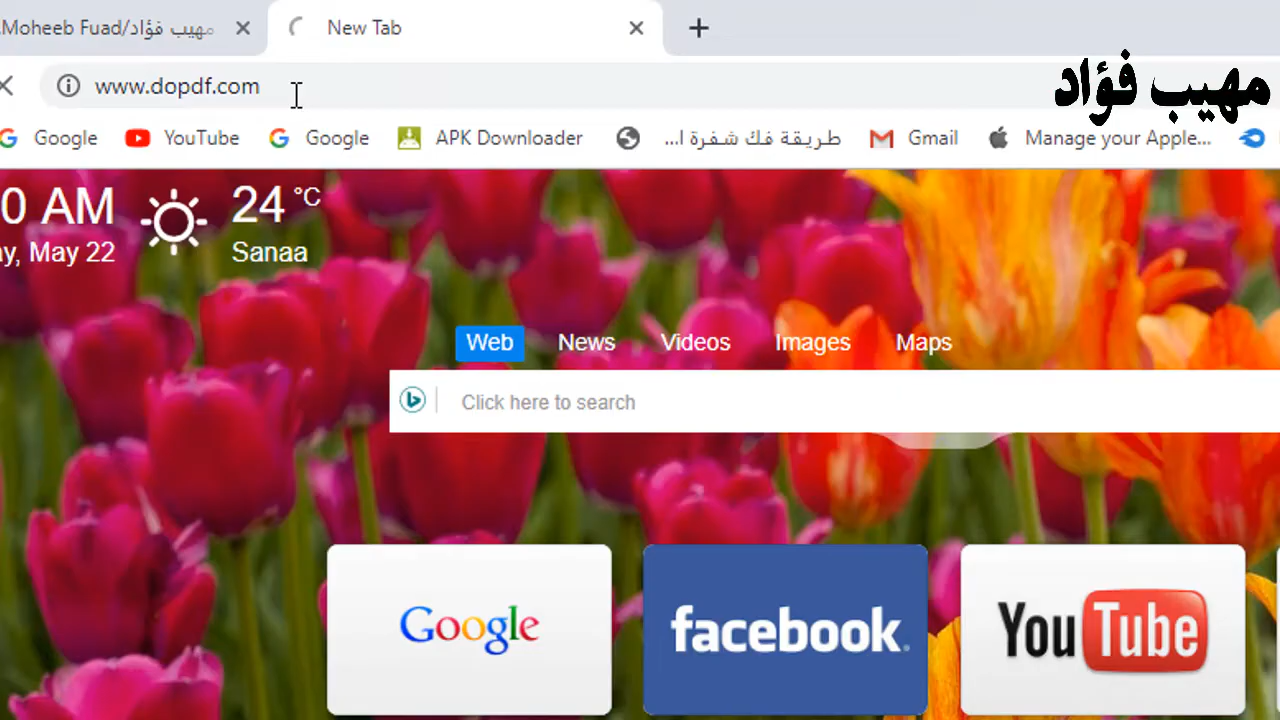 Moheeb Fuad/مهيب فؤاد
New Tab
www.dopdf.com
مهيب فؤاد
Google
YouTube
Google
APK Downloader
طريقة فك شفرة ا...
Gmail
Manage your Apple...
0 AM
24 °C
ay, May 22
Sanaa
Web
News
Videos
Images
Maps
Click here to search
Google
facebook.
YouTube